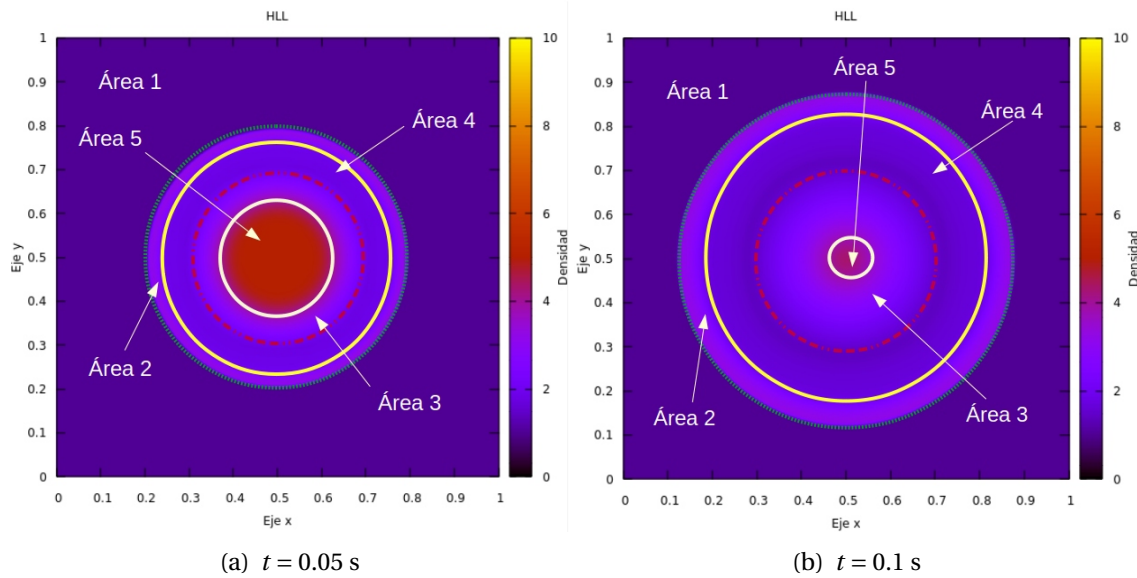 HLL
1
0.9
0.8
0.7
0.6
0.5
0.4
0.3
0.2
0.1
0
0 0.1 0.2 0.3 0.4 0.5 0.6 0.7 0.8 0.9 1
Eje x
Eje y
Área 1
Área 5
Área 4
Área 2
Área 3
10
8
6
4
2
0
Densidad
(a) t = 0.05 s
HLL
1
0.9
0.8
0.7
0.6
0.5
0.4
0.3
0.2
0.1
0
0 0.1 0.2 0.3 0.4 0.5 0.6 0.7 0.8 0.9 1
Eje x
Eje y
Área 5
Área 1
Área 4
Área 2
Área 3
10
8
6
4
2
0
Densidad
(b) t = 0.1 s